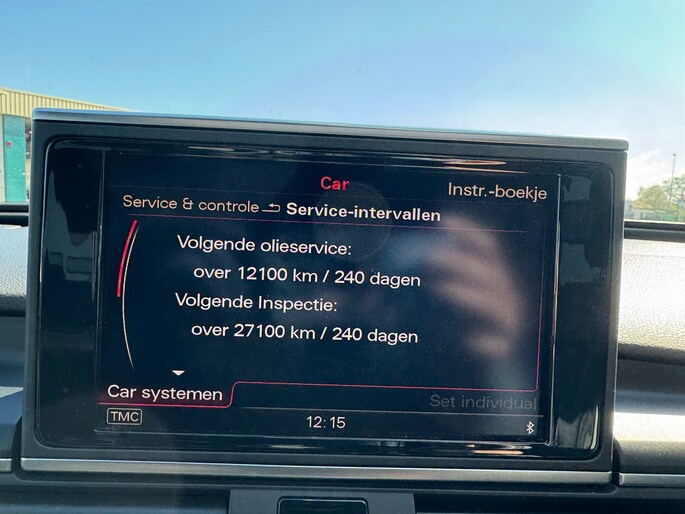 Car
Instr.-boekje
Service & controle Service-intervallen
Volgende olieservice:
over 12100 km / 240 dagen
Volgende Inspectie:
over 27100 km / 240 dagen
Car systemen
Set individual
TMC
12:15